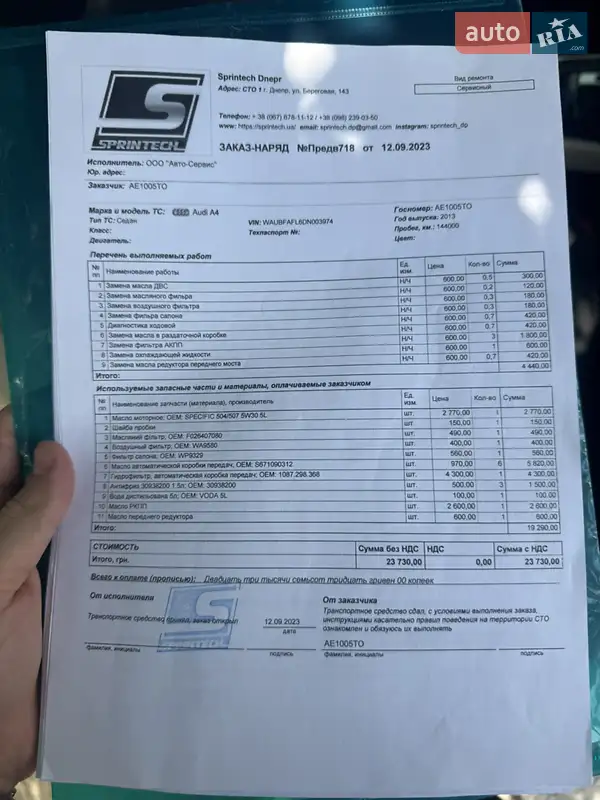 auto RIA .com
SPRINTECH
Sprintech Dnepr
Адрес: СТО 1 г. Днепр, ул. Береговая, 143
Вид ремонта
Сервисный
Телефон: + 38 (067) 678-11-12 / +38 (098) 239-03-50
www: https://sprintech.ua/ email: sprintech.dp@gmail.com instagram: sprintech_dp
ЗАКАЗ-НАРЯД №Предв718 от 12.09.2023
Исполнитель: ООО "Авто-Сервис"
Юр. адрес:
Заказчик: AE1005TO
Марка и модель ТС: Audi A4
Госномер: AE1005TO
Тип ТС: Седан
VIN: WAUBFAFL6DN003974
Год выпуска: 2013
Класс:
Техпаспорт №:
Пробег, км.: 144000
Двигатель:
Цвет:
Перечень выполняемых работ
№ пп Наименование работы Ед. изм. Цена Кол-во Сумма
1 Замена масла ДВС Н/Ч 600,00 0,5 300,00
2 Замена масляного фильтра Н/Ч 600,00 0,2 120,00
3 Замена воздушного фильтра Н/Ч 600,00 0,3 180,00
4 Замена фильра салона Н/Ч 600,00 0,3 180,00
5 Диагностика ходовой Н/Ч 600,00 0,7 420,00
6 Замена масла в раздаточной коробке Н/Ч 600,00 0,7 420,00
7 Замена фильтра АКПП Н/Ч 600,00 3 1 800,00
8 Замена охлаждающей жидкости Н/Ч 600,00 1 600,00
9 Замена масла редуктора переднего моста Н/Ч 600,00 0,7 420,00
Итого: 4 440,00
Используемые запасные части и материалы, оплачиваемые заказчиком
№ пп Наименование запчасти (материала), производитель Ед. изм. Цена Кол-во Сумма
1 Масло моторное; OEM: SPECIFIC 504/507 5W30 5L шт. 2 770,00 1 2 770,00
2 Шайба пробки шт. 150,00 1 150,00
3 Масляний фільтр; OEM: F026407080 шт. 490,00 1 490,00
4 Воздушный фильтр; OEM: WA9580 шт. 400,00 1 400,00
5 Фильтр салона; OEM: WP9329 шт. 560,00 1 560,00
6 Масло автоматической коробки передач; OEM: S671090312 шт. 970,00 6 5 820,00
7 Гидрофильтр, автоматическая коробка передач; OEM: 1087.298.368 шт. 4 300,00 1 4 300,00
8 Антифриз 30938200 1.5л; OEM: 30938200 шт. 500,00 3 1 500,00
9 Вода дистильована 5л; OEM: VODA 5L шт. 100,00 1 100,00
10 Масло РКПП шт. 2 600,00 1 2 600,00
11 Масло переднего редуктора шт. 600,00 1 600,00
Итого: 19 290,00
СТОИМОСТЬ Сумма без НДС НДС Сумма с НДС
Итого, грн. 23 730,00 0,00 23 730,00
Всего к оплате (прописью): Двадцать три тысячи семьсот тридцать гривен 00 копеек
От исполнителя
От заказчика
Транспортное средство принял, заказ открыл
12.09.2023
дата
Транспортное средство сдал, с условиями выполнения заказа,
инструкциями касательно правил поведения на территории СТО
ознакомлен и обязуюсь их выполнять
AE1005TO
фамилия, инициалы
подпись
фамилия, инициалы
подпись
SPRINTECH